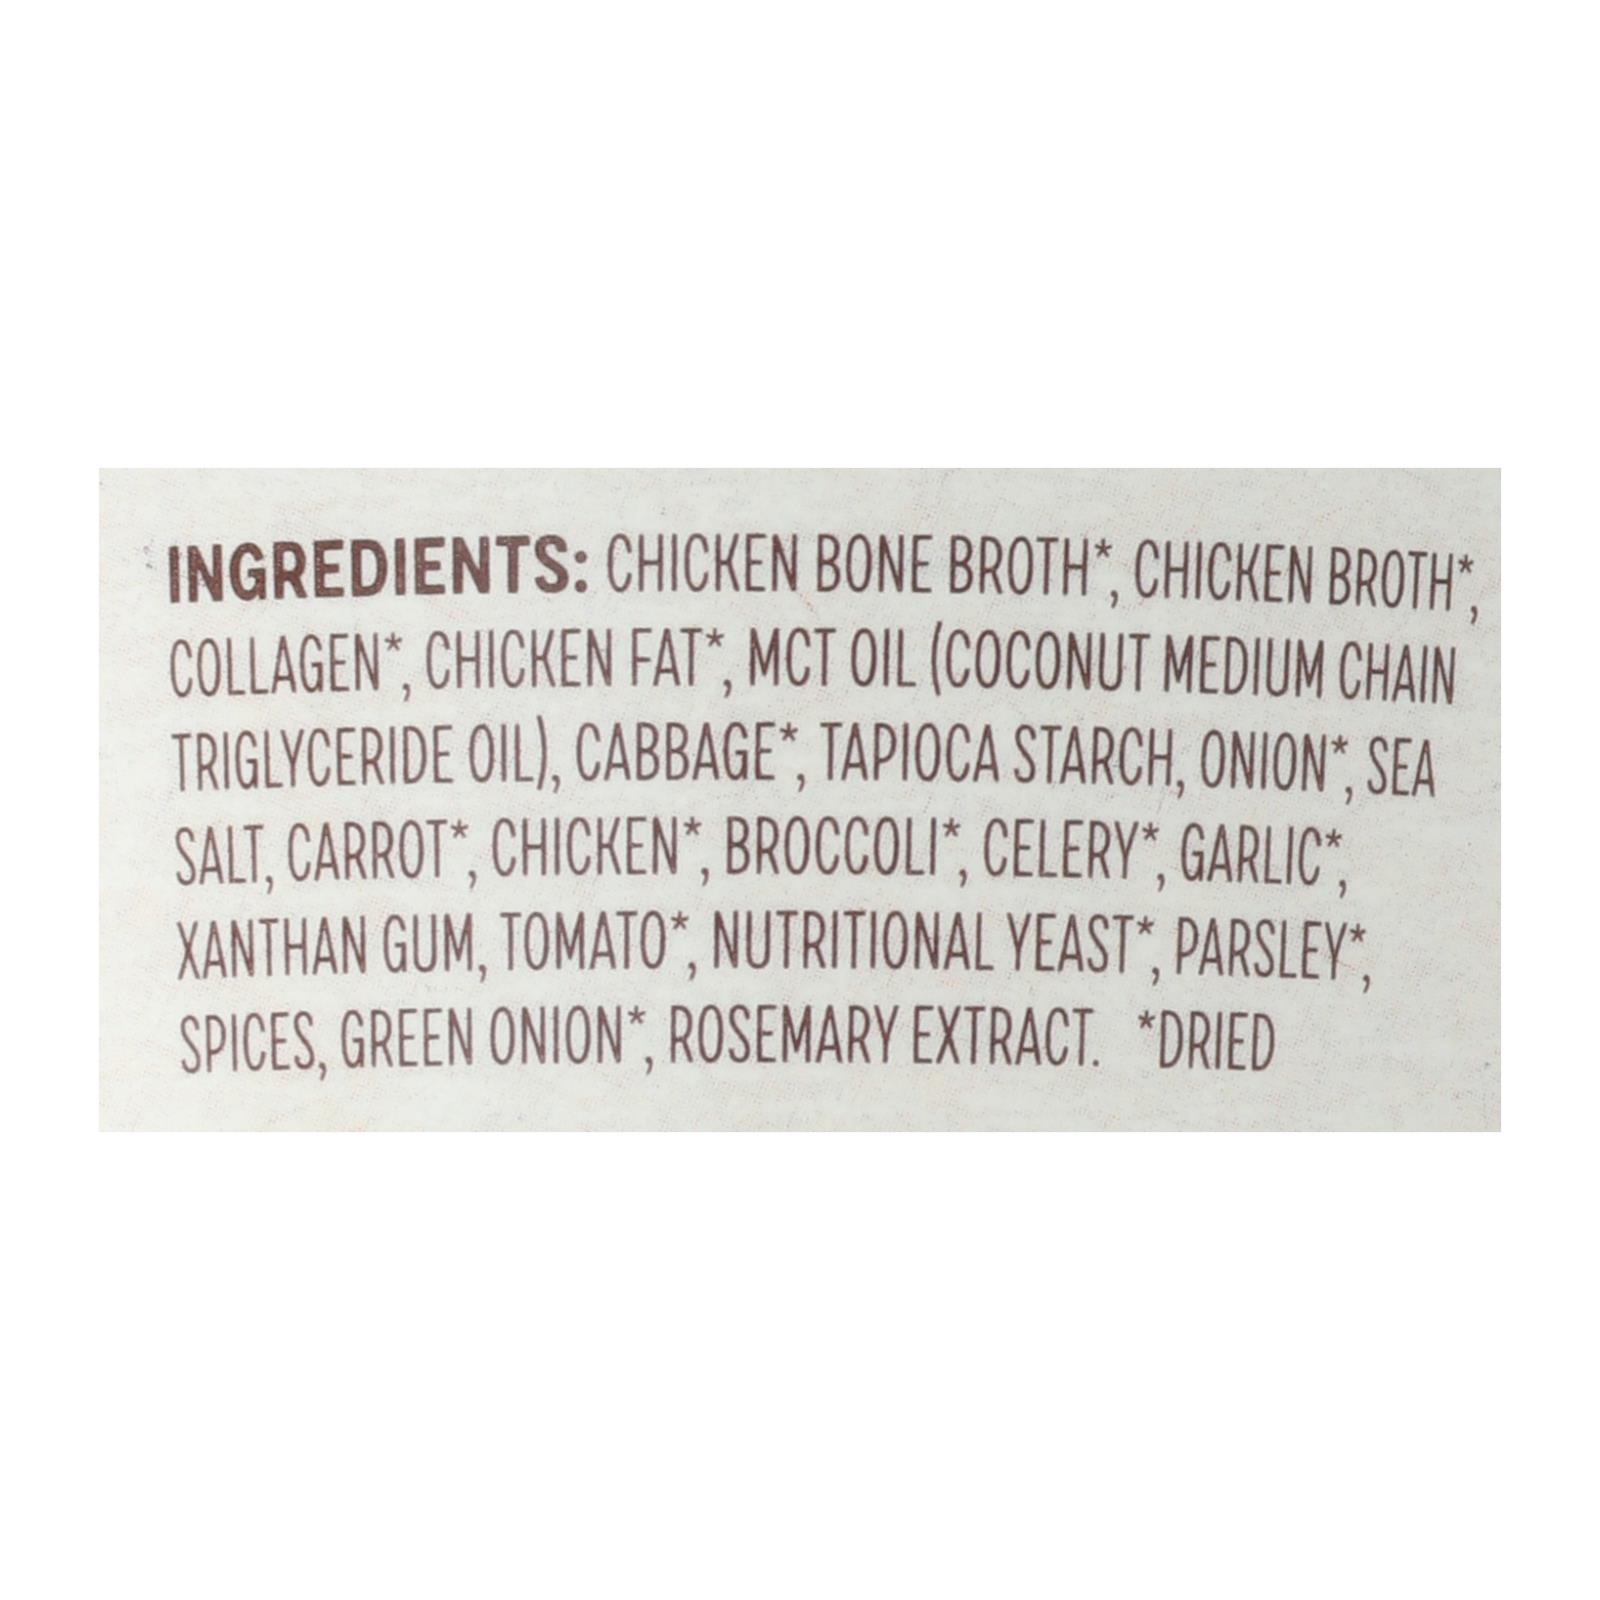 INGREDIENTS: CHICKEN BONE BROTH*, CHICKEN BROTH*,
COLLAGEN*, CHICKEN FAT*, MCT OIL (COCONUT MEDIUM CHAIN
TRIGLYCERIDE OIL), CABBAGE*, TAPIOCA STARCH, ONION*, SEA
SALT, CARROT*, CHICKEN*, BROCCOLI*, CELERY*, GARLIC*,
XANTHAN GUM, TOMATO*, NUTRITIONAL YEAST*, PARSLEY*,
SPICES, GREEN ONION*, ROSEMARY EXTRACT. *DRIED